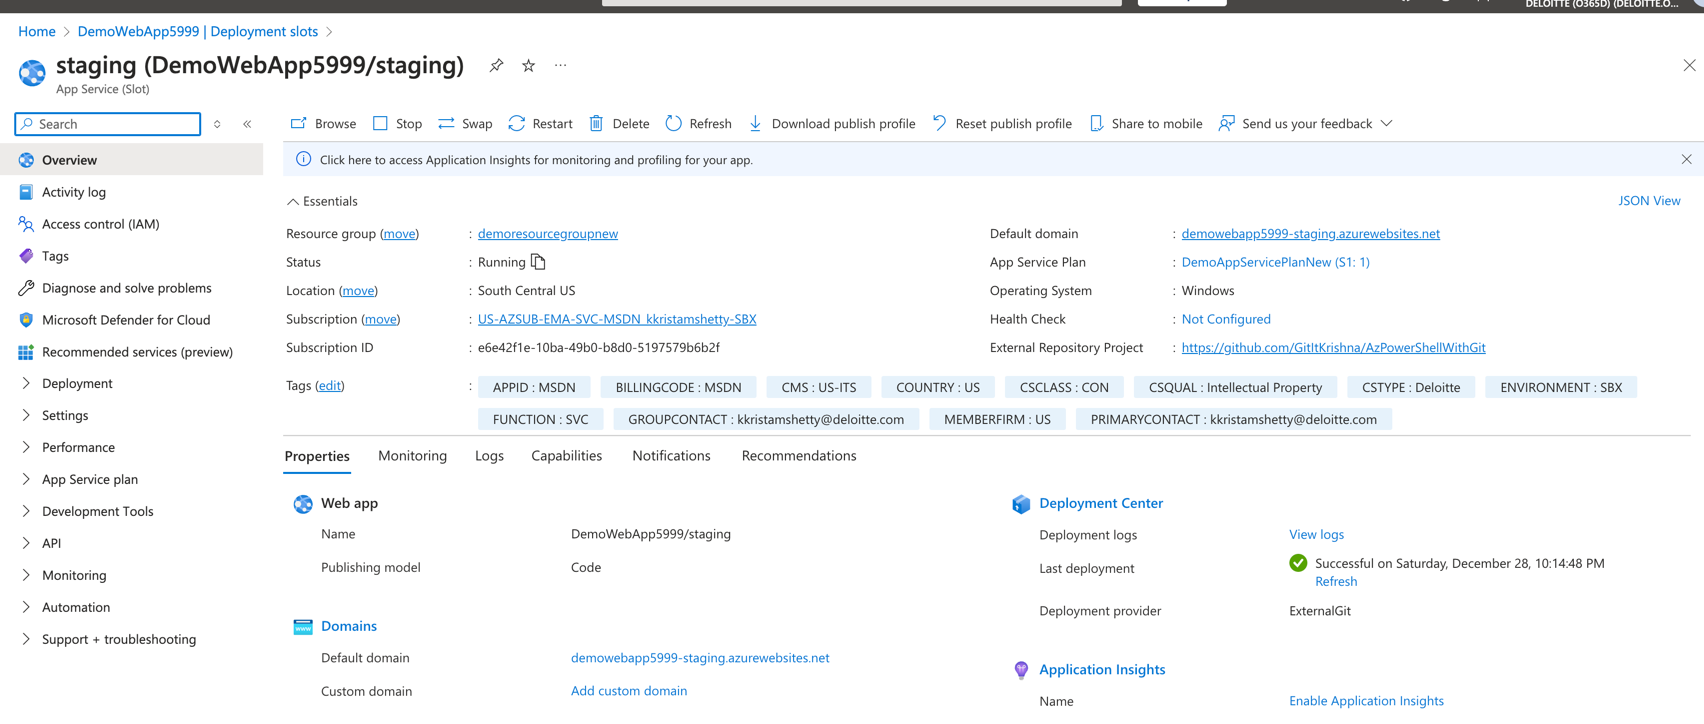 DELOITTE (O365D) (DELOITTE.O...
Home > DemoWebApp5999 | Deployment slots >
staging (DemoWebApp5999/staging) ...
App Service (Slot)
Search
Browse Stop Swap Restart Delete Refresh Download publish profile Reset publish profile Share to mobile Send us your feedback
Click here to access Application Insights for monitoring and profiling for your app.
Overview
Activity log
Access control (IAM)
Tags
Diagnose and solve problems
Microsoft Defender for Cloud
Recommended services (preview)
Deployment
Settings
Performance
App Service plan
Development Tools
API
Monitoring
Automation
Support + troubleshooting
Essentials
JSON View
Resource group (move) : demoresourcegroupnew
Status : Running
Location (move) : South Central US
Subscription (move) : US-AZSUB-EMA-SVC-MSDN_kkristamshetty-SBX
Subscription ID : e6e42f1e-10ba-49b0-b8d0-5197579b6b2f
Default domain : demowebapp5999-staging.azurewebsites.net
App Service Plan : DemoAppServicePlanNew (S1: 1)
Operating System : Windows
Health Check : Not Configured
External Repository Project : https://github.com/GitItKrishna/AzPowerShellWithGit
Tags (edit) : APPID : MSDN BILLINGCODE : MSDN CMS : US-ITS COUNTRY : US CSCLASS : CON CSQUAL : Intellectual Property CSTYPE : Deloitte ENVIRONMENT : SBX
FUNCTION : SVC GROUPCONTACT : kkristamshetty@deloitte.com MEMBERFIRM : US PRIMARYCONTACT : kkristamshetty@deloitte.com
Properties Monitoring Logs Capabilities Notifications Recommendations
Web app
Name DemoWebApp5999/staging
Publishing model Code
Domains
Default domain demowebapp5999-staging.azurewebsites.net
Custom domain Add custom domain
Deployment Center
Deployment logs View logs
Last deployment Successful on Saturday, December 28, 10:14:48 PM
Refresh
Deployment provider ExternalGit
Application Insights
Name Enable Application Insights